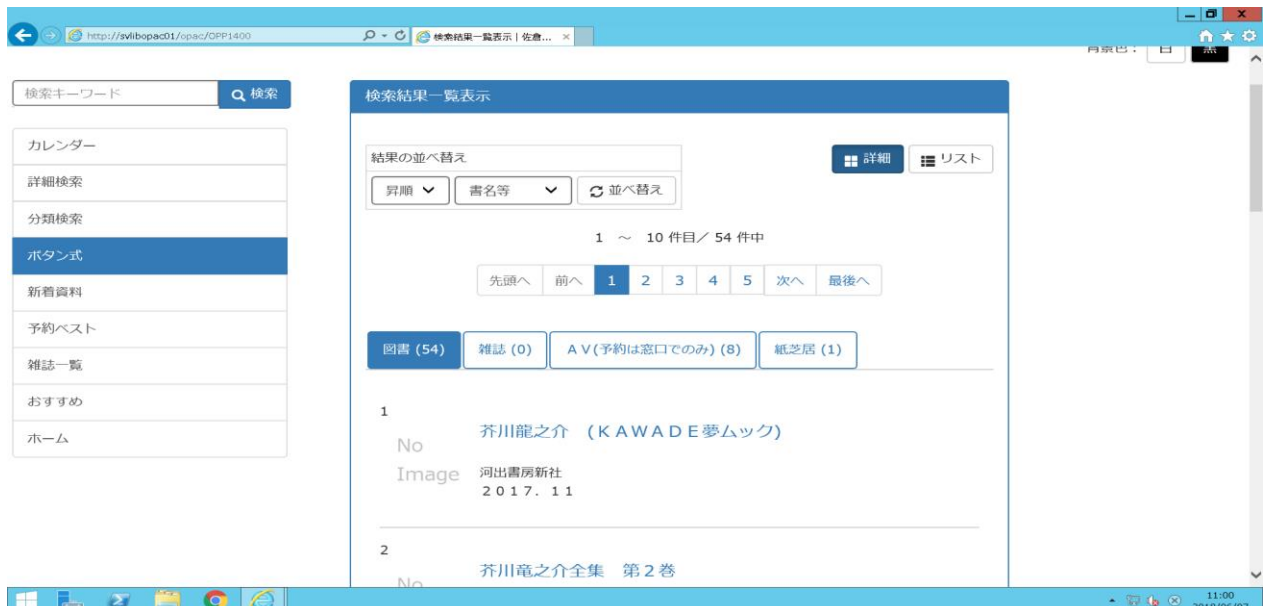 http://svlibopac01/opac/OPP1400
検索結果一覧表示 | 佐倉...
背景色： 白 黒
検索キーワード 検索
カレンダー
詳細検索
分類検索
ボタン式
新着資料
予約ベスト
雑誌一覧
おすすめ
ホーム
検索結果一覧表示
結果の並べ替え
昇順 書名等 並べ替え
詳細 リスト
1 ～ 10 件目／ 54 件中
先頭へ 前へ 1 2 3 4 5 次へ 最後へ
図書 (54) 雑誌 (0) ＡＶ(予約は窓口でのみ) (8) 紙芝居 (1)
1
No
Image
芥川龍之介 （ＫＡＷＡＤＥ夢ムック）
河出書房新社
２０１７．１１
2
No
芥川竜之介全集 第２巻
11:00
2018/06/07